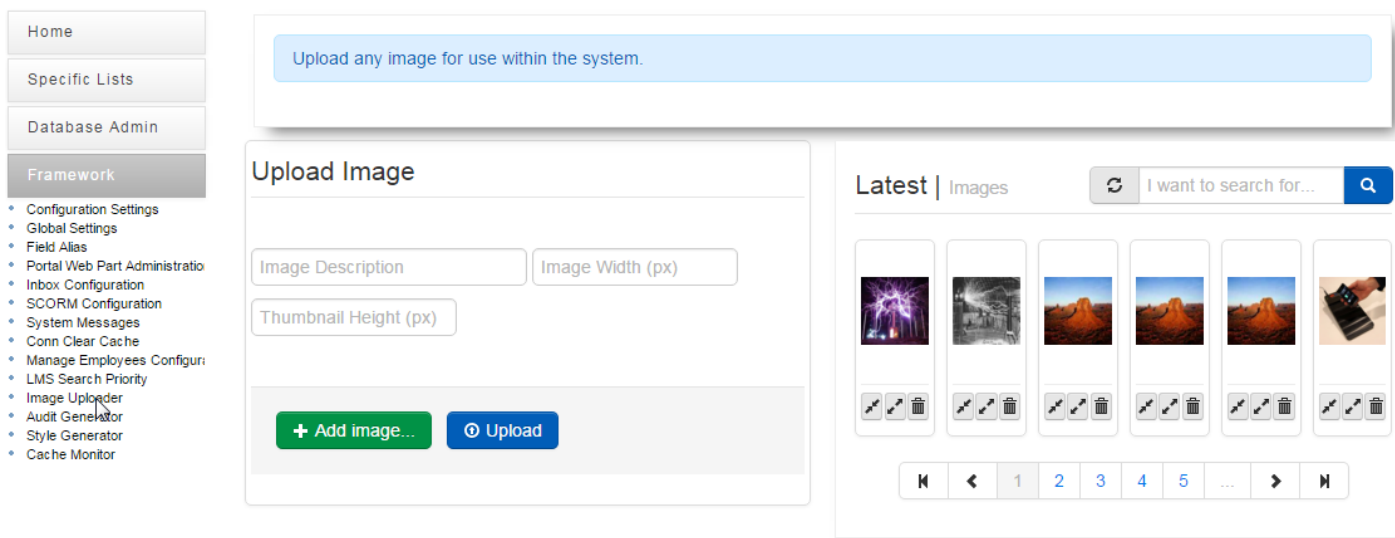 Home
Specific Lists
Database Admin
Framework
Configuration Settings
Global Settings
Field Alias
Portal Web Part Administratio
Inbox Configuration
SCORM Configuration
System Messages
Conn Clear Cache
Manage Employees Configura
LMS Search Priority
Image Uploader
Audit Generator
Style Generator
Cache Monitor
Upload any image for use within the system.
Upload Image
Image Description Image Width (px)
Thumbnail Height (px)
+ Add image... Upload
Latest | Images I want to search for...
1 2 3 4 5 ...